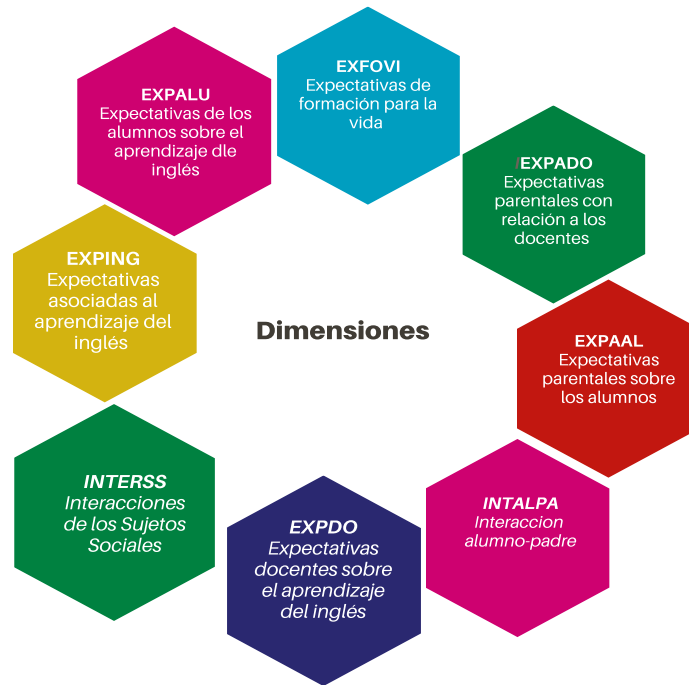 EXFOVI
Expectativas de
formación para la
vida
EXPADO
Expectativas
parentales con
relación a los
docentes
EXPAAL
Expectativas
parentales sobre
los alumnos
INTALPA
Interaccion
alumno-padre
EXPDO
Expectativas
docentes sobre
el aprendizaje
del inglés
INTERSS
Interacciones
de los Sujetos
Sociales
EXPING
Expectativas
asociadas al
aprendizaje del
inglés
EXPALU
Expectativas de los
alumnos sobre el
aprendizaje dle
inglés
Dimensiones